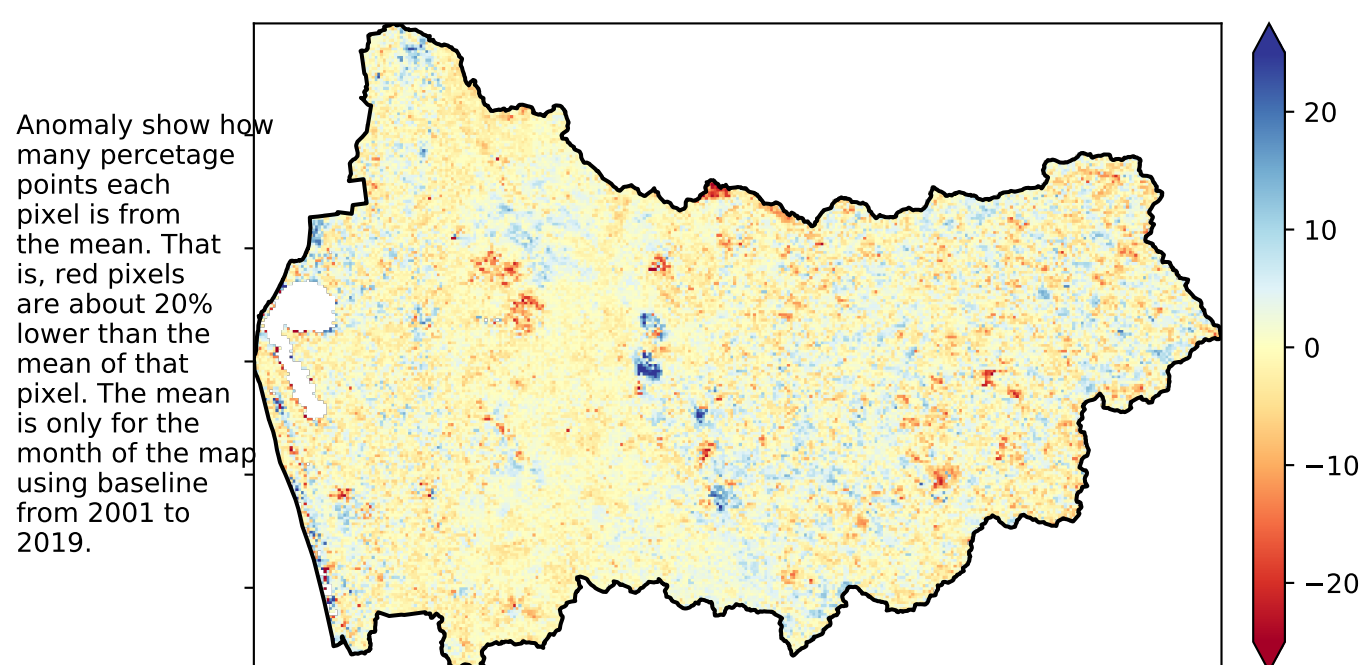 Anomaly show how
many percetage
points each
pixel is from
the mean. That
is, red pixels
are about 20%
lower than the
mean of that
pixel. The mean
is only for the
month of the map
using baseline
from 2001 to
2019.
20
10
0
−10
−20